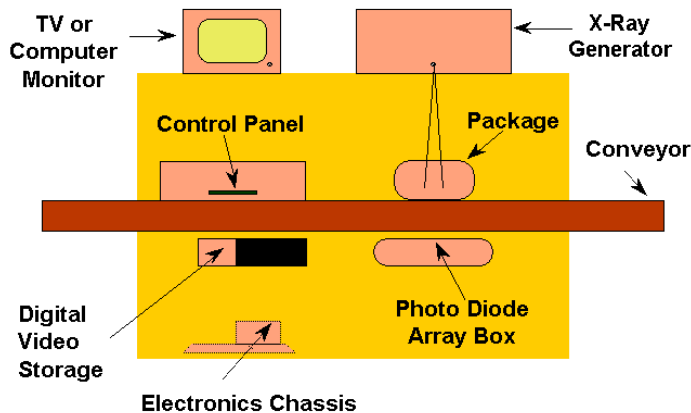 TV or
Computer
Monitor
X-Ray
Generator
Control Panel
Package
Conveyor
Digital
Video
Storage
Photo Diode
Array Box
Electronics Chassis